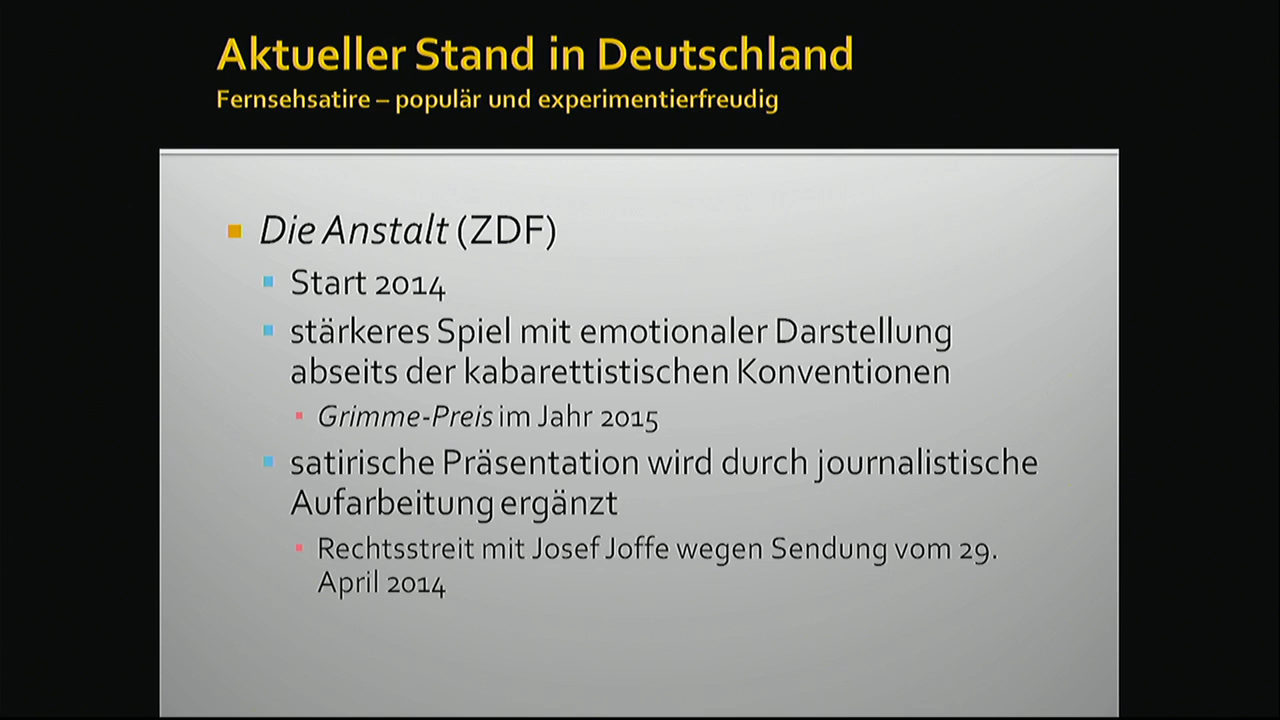 Aktueller Stand in Deutschland
Fernsehsatire – populär und experimentierfreudig
Die Anstalt (ZDF)
Start 2014
stärkeres Spiel mit emotionaler Darstellung
abseits der kabarettistischen Konventionen
Grimme-Preis im Jahr 2015
satirische Präsentation wird durch journalistische
Aufarbeitung ergänzt
Rechtsstreit mit Josef Joffe wegen Sendung vom 29.
April 2014